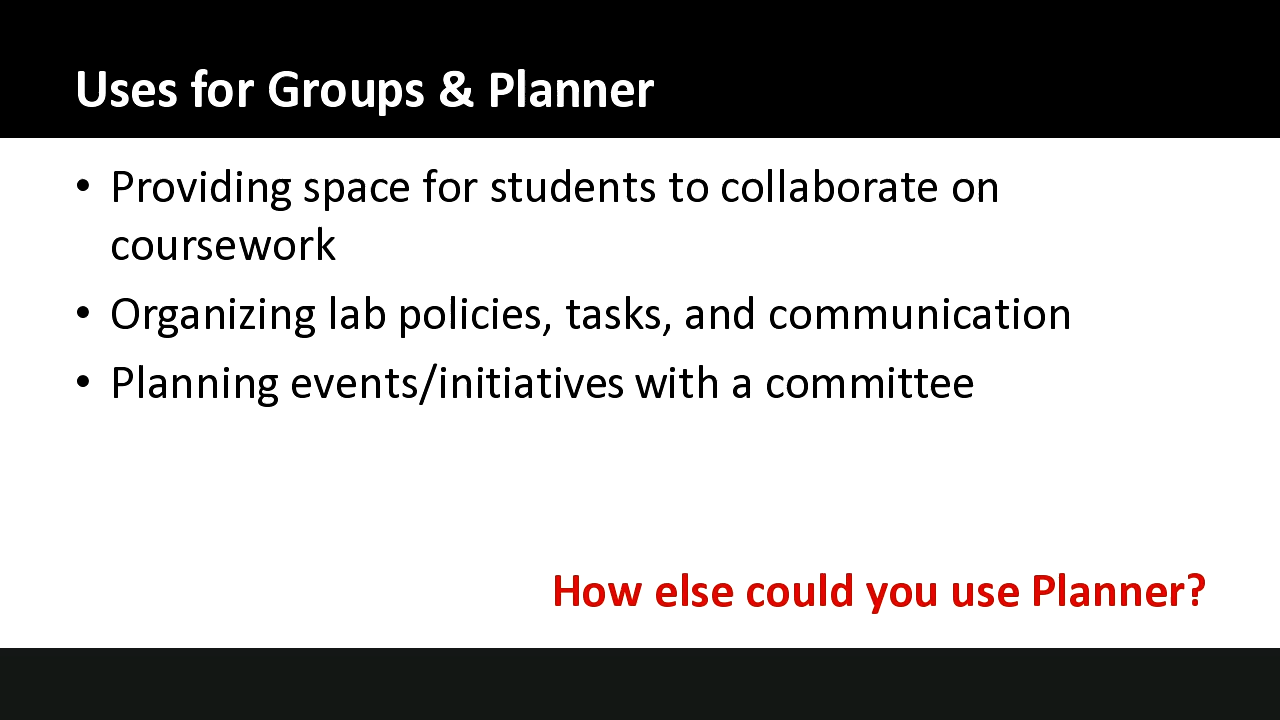 Uses for Groups & Planner
• Providing space for students to collaborate on
coursework
• Organizing lab policies, tasks, and communication
• Planning events/initiatives with a committee
How else could you use Planner?